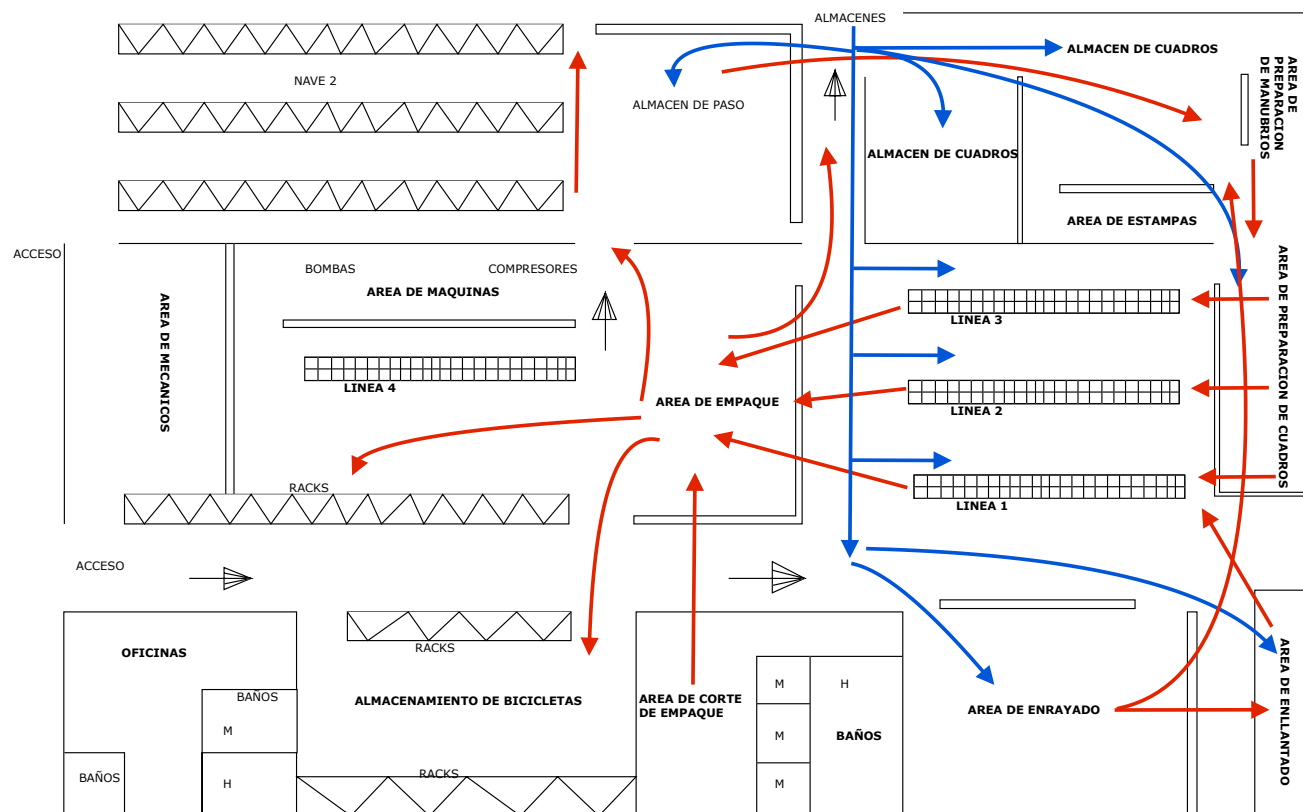 ALMACENES
ALMACEN DE CUADROS
AREA DE
PREPARACION
DE MANUBRIOS
NAVE 2
ALMACEN DE PASO
ALMACEN DE CUADROS
AREA DE ESTAMPAS
ACCESO
BOMBAS
COMPRESORES
AREA DE MAQUINAS
AREA DE MECANICOS
LINEA 4
AREA DE EMPAQUE
LINEA 3
LINEA 2
LINEA 1
AREA DE PREPARACION DE CUADROS
RACKS
ACCESO
OFICINAS
RACKS
BAÑOS
M
H
BAÑOS
ALMACENAMIENTO DE BICICLETAS
RACKS
AREA DE CORTE
DE EMPAQUE
M
H
M
BAÑOS
M
AREA DE ENRAYADO
AREA DE ENLLANTADO